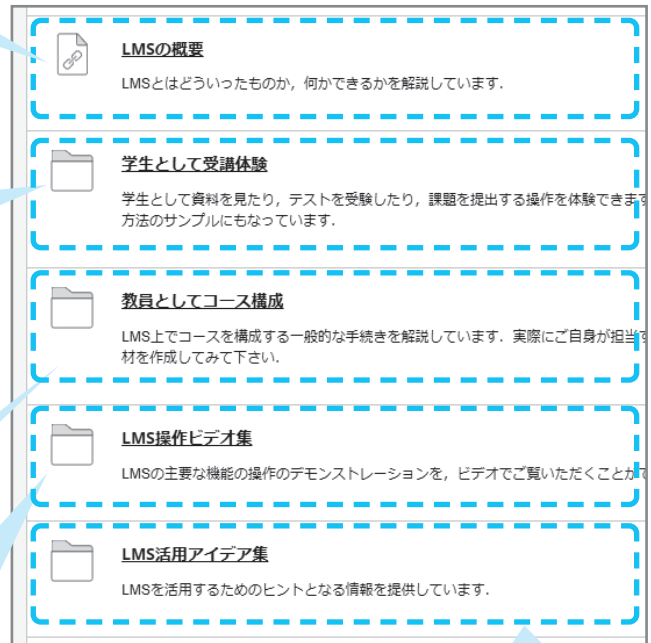 LMSの概要
LMSとはどういったものか，何かできるかを解説しています．
学生として受講体験
学生として資料を見たり，テストを受験したり，課題を提出する操作を体験できます
方法のサンプルにもなっています．
教員としてコース構成
LMS上でコースを構成する一般的な手続きを解説しています．実際にご自身が担当す
材を作成してみて下さい．
LMS操作ビデオ集
LMSの主要な機能の操作のデモンストレーションを，ビデオでご覧いただくことがで
LMS活用アイデア集
LMSを活用するためのヒントとなる情報を提供しています．